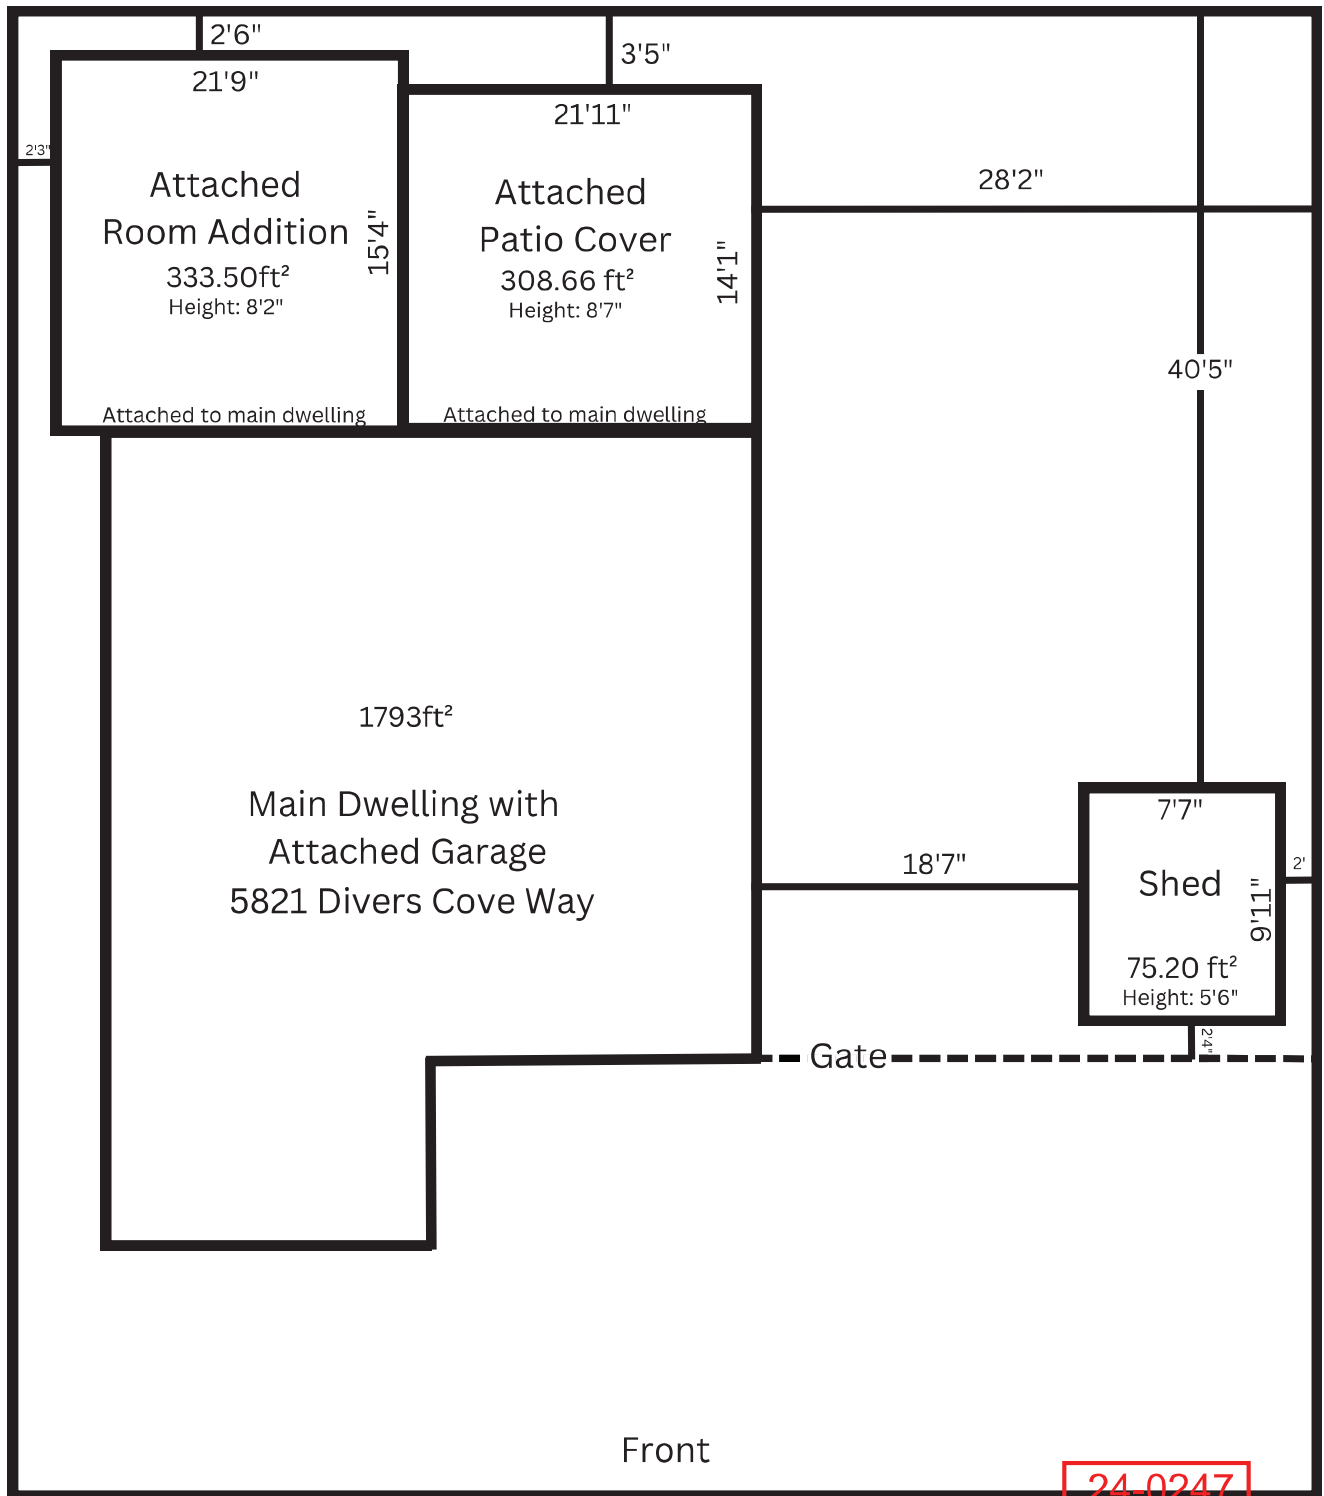 2'6"
3'5"
21'9"
21'11"
2'3"
28'2"
Attached
Room Addition
333.50ft²
Height: 8'2"
15'4"
Attached
Patio Cover
308.66 ft²
Height: 8'7"
14'1"
40'5"
Attached to main dwelling
Attached to main dwelling
1793ft²
Main Dwelling with
Attached Garage
5821 Divers Cove Way
18'7"
7'7"
Shed
2'
9'11"
75.20 ft²
Height: 5'6"
2'4"
Gate
Front
24-0247